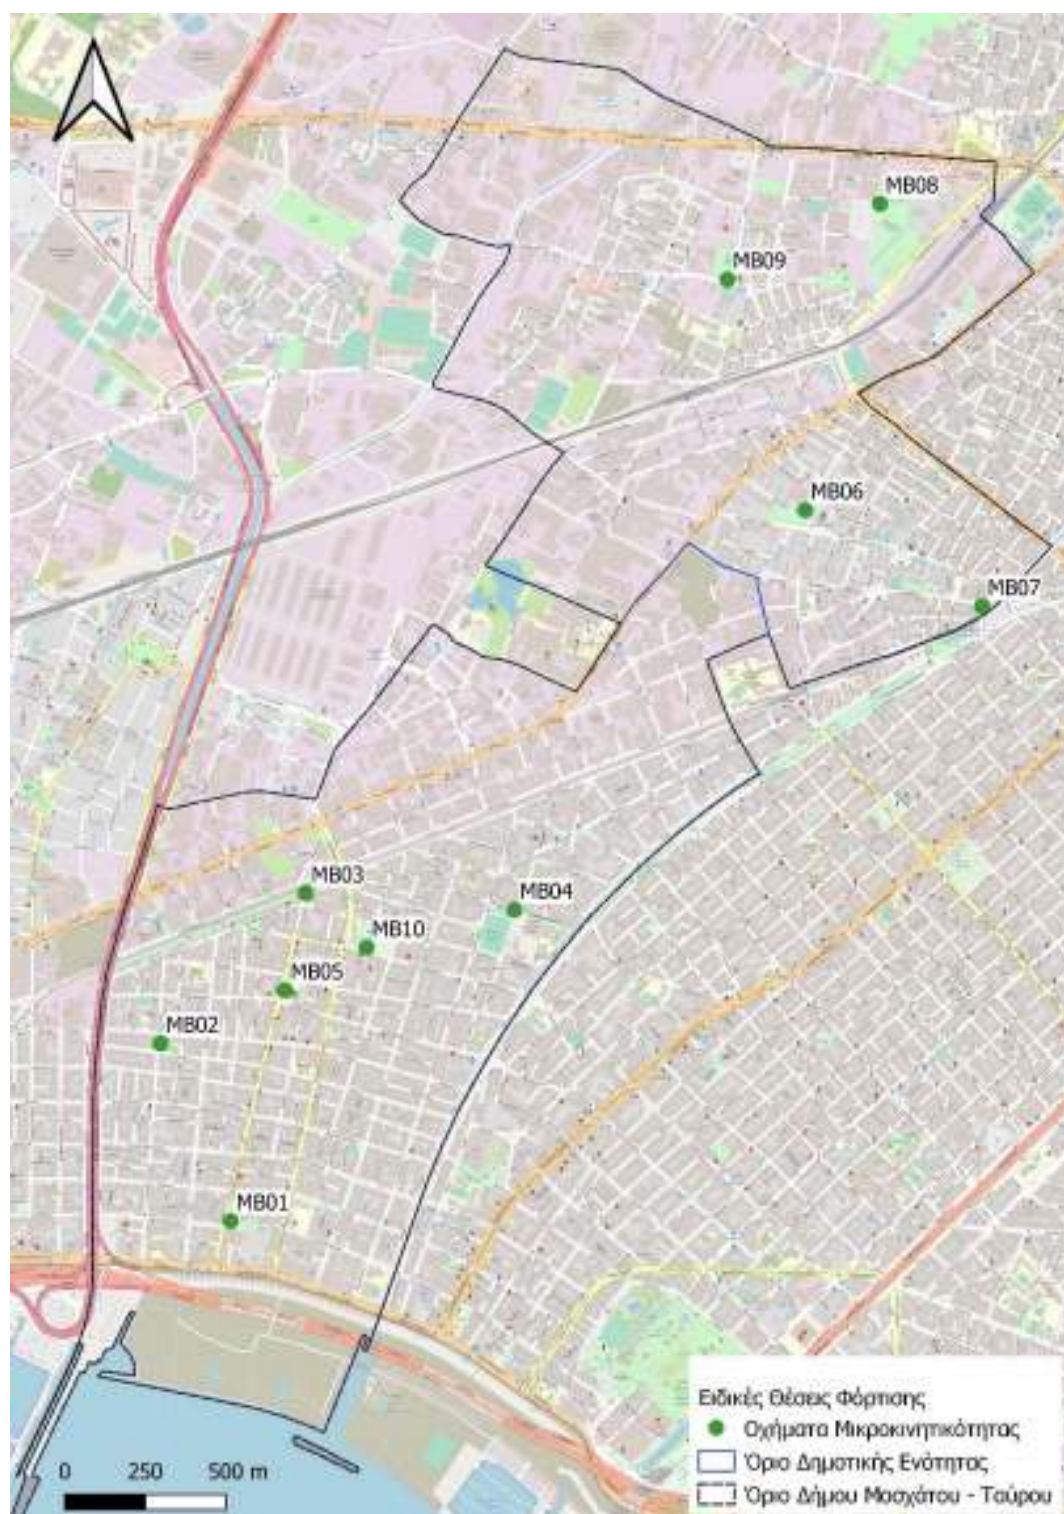 MB08
MB09
MB06
MB07
MB03
MB04
MB10
MB05
MB02
MB01
Ειδικές Θέσεις Φόρτισης
Οχήματα Μικροκινητικότητας
Όριο Δημοτικής Ενότητας
Όριο Δήμου Μοσχάτου - Ταύρου
0 250 500 m